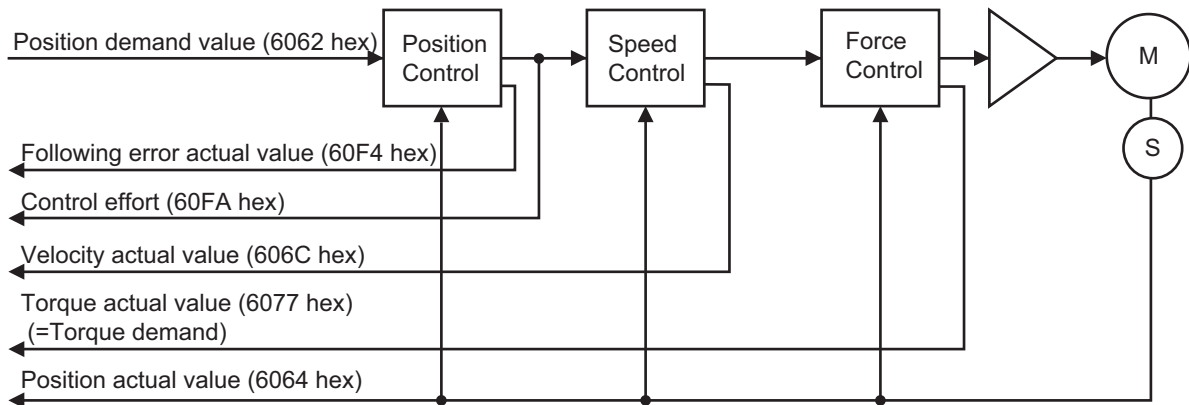 Position demand value (6062 hex)
Position
Control
Speed
Control
Force
Control
M
S
Following error actual value (60F4 hex)
Control effort (60FA hex)
Velocity actual value (606C hex)
Torque actual value (6077 hex)
(=Torque demand)
Position actual value (6064 hex)